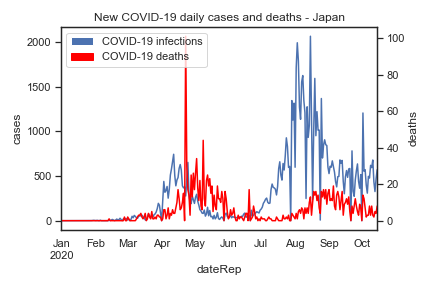 New COVID-19 daily cases and deaths - Japan
COVID-19 infections
COVID-19 deaths
2000
1500
1000
500
0
cases
100
80
60
40
20
0
deaths
Jan Feb Mar Apr May Jun Jul Aug Sep Oct
2020
dateRep